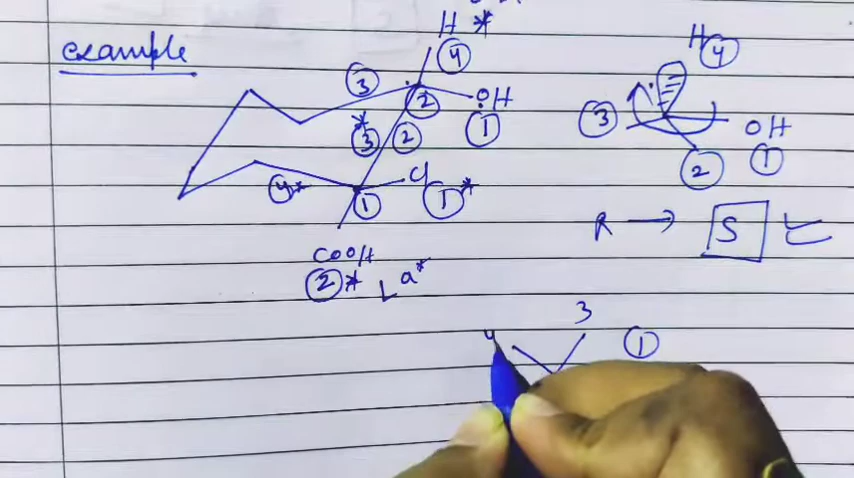 example
H *
④
③
②
OH
①
*
③
②
④*
①
Cl
①*
COOH
②*
a*
H
④
③
OH
①
②
R → S
3
①
4